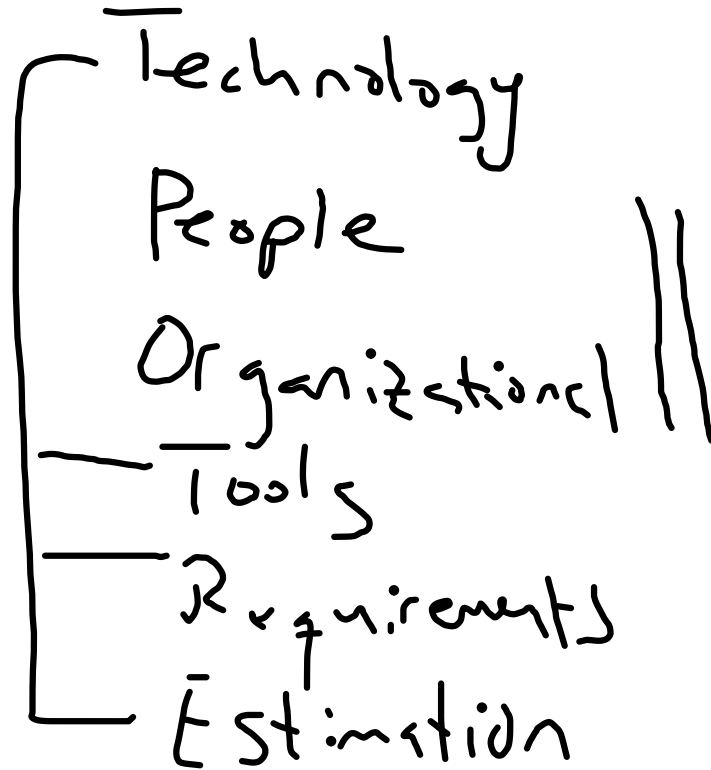 Technology
People
Organizational
Tools
Requirements
Estimation